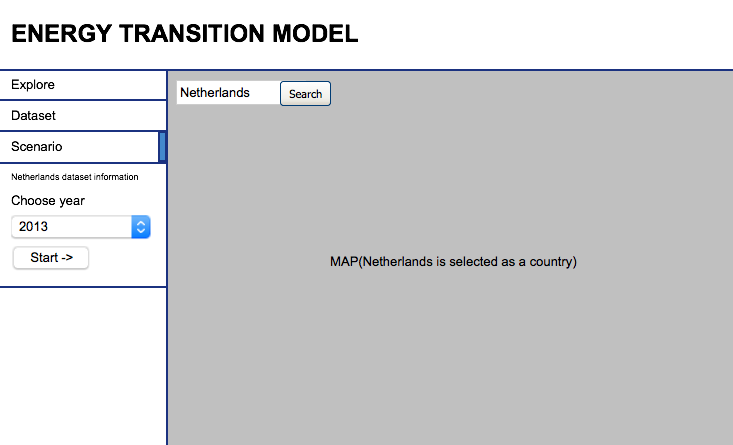 ENERGY TRANSITION MODEL
Explore
Dataset
Scenario
Netherlands dataset information
Choose year
2013
Start ->
Netherlands
Search
MAP(Netherlands is selected as a country)